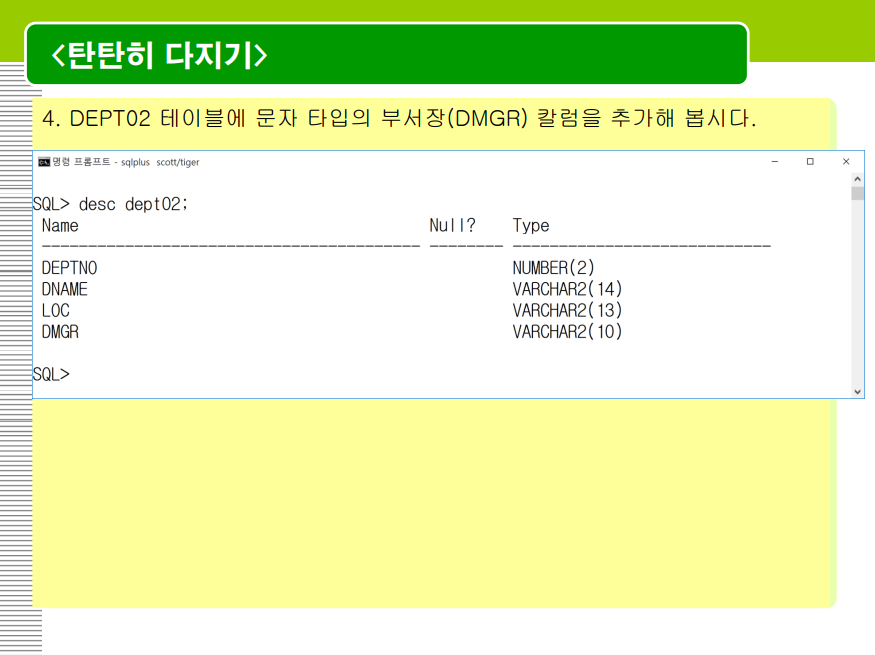 <탄탄히 다지기>
4. DEPT02 테이블에 문자 타입의 부서장(DMGR) 칼럼을 추가해 봅시다.
명령 프롬프트 - sqlplus scott/tiger
SQL> desc dept02;
Name Null? Type
----------------------------------------- -------- ----------------------------
DEPTNO NUMBER(2)
DNAME VARCHAR2(14)
LOC VARCHAR2(13)
DMGR VARCHAR2(10)
SQL>